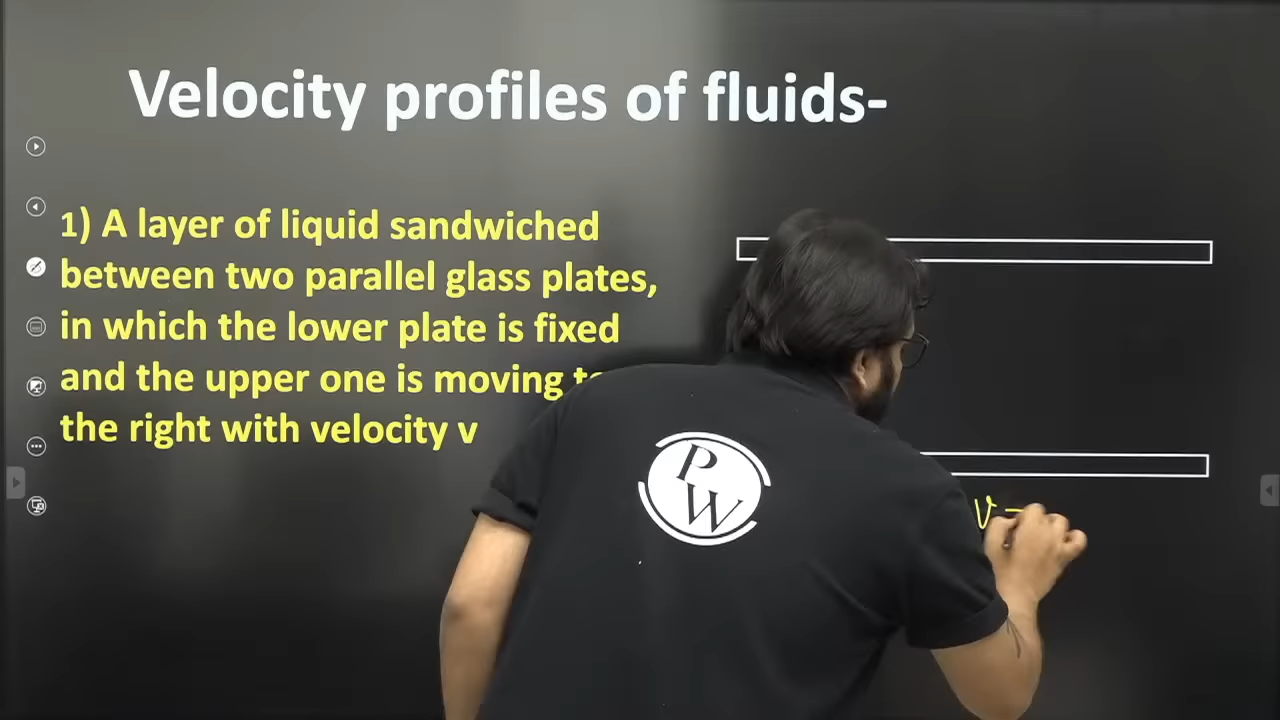 Velocity profiles of fluids-
1) A layer of liquid sandwiched
between two parallel glass plates,
in which the lower plate is fixed
and the upper one is moving
the right with velocity v
P
W
v =